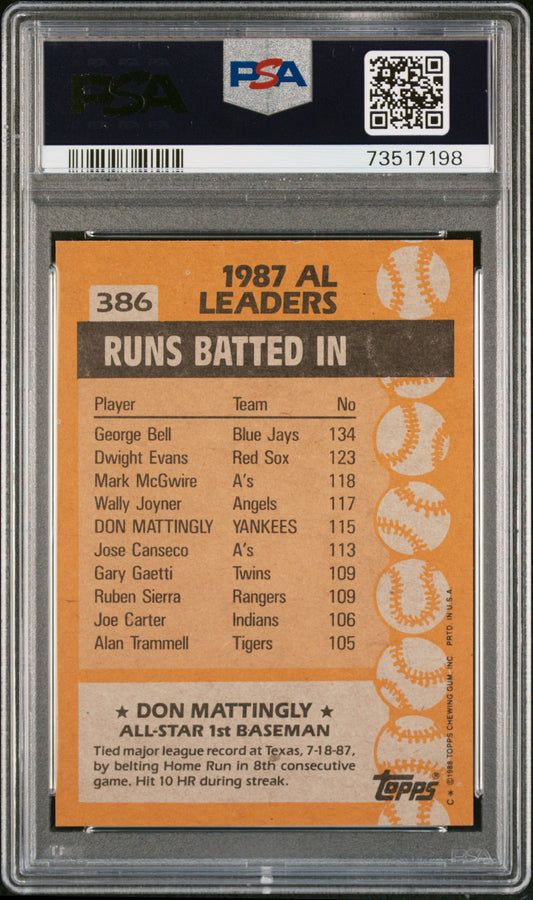 PSA
PSA
73517198
386
1987 AL
LEADERS
RUNS BATTED IN
Player Team No
George Bell Blue Jays 134
Dwight Evans Red Sox 123
Mark McGwire A's 118
Wally Joyner Angels 117
DON MATTINGLY YANKEES 115
Jose Canseco A's 113
Gary Gaetti Twins 109
Ruben Sierra Rangers 109
Joe Carter Indians 106
Alan Trammell Tigers 105
★ DON MATTINGLY ★
ALL-STAR 1st BASEMAN
Tied major league record at Texas, 7-18-87,
by belting Home Run in 8th consecutive
game. Hit 10 HR during streak.
TOPPS®
C * © 1988 TOPPS CHEWING GUM, INC. PRTD. IN U.S.A.
PSA